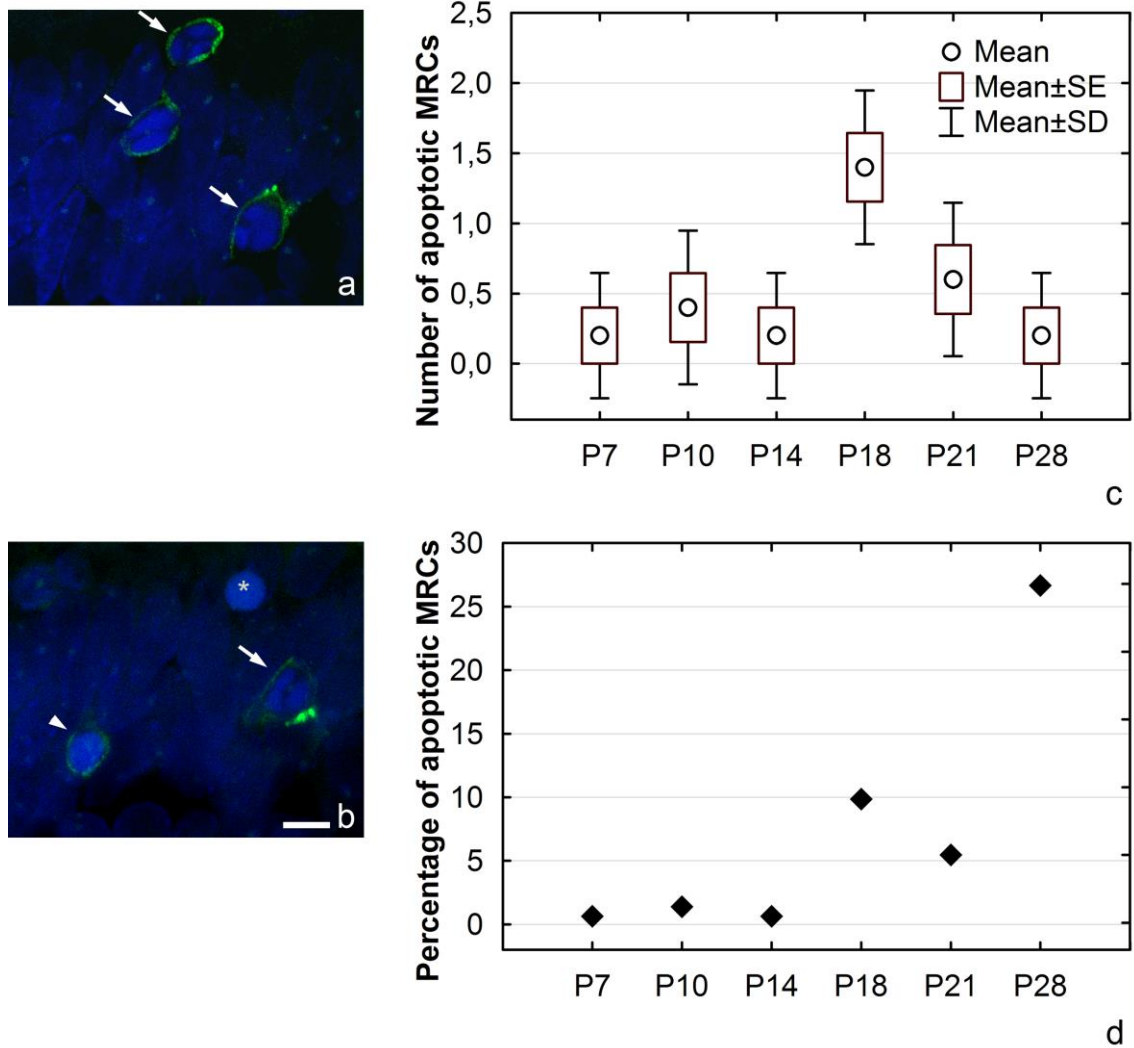 a
2,5
2,0
1,5
1,0
0,5
0,0
Number of apoptotic MRCs
Mean
Mean±SE
Mean±SD
P7 P10 P14 P18 P21 P28
c
*
b
30
25
20
15
10
5
0
Percentage of apoptotic MRCs
P7 P10 P14 P18 P21 P28
d